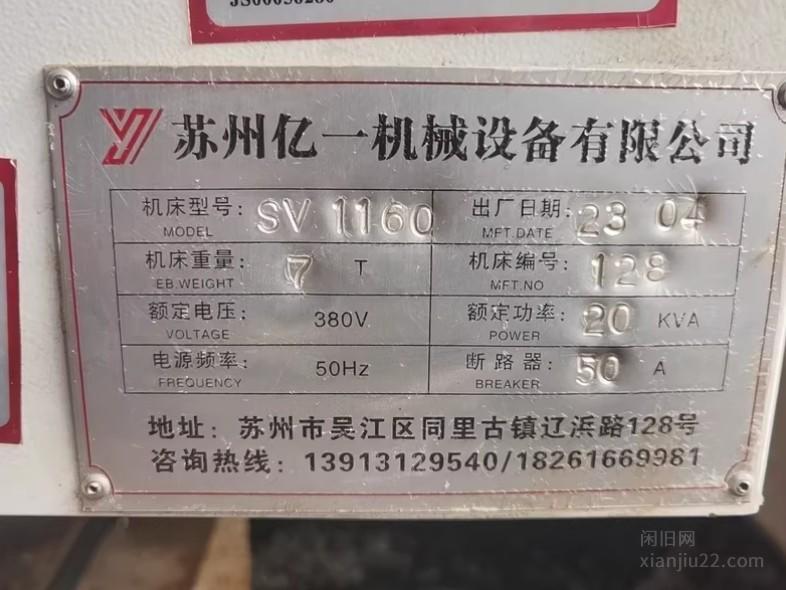 JS00058280
苏州亿一机械设备有限公司
机床型号: SV 1160 出厂日期: 23 04
MODEL MFT.DATE
机床重量: 7 T 机床编号: 128
EB.WEIGHT MFT.NO
额定电压: 380V 额定功率: 20 KVA
VOLTAGE POWER
电源频率: 50Hz 断路器: 50 A
FREQUENCY BREAKER
地址: 苏州市吴江区同里古镇辽浜路128号
咨询热线: 13913129540/18261669981
闲旧网
xianjiu22.com